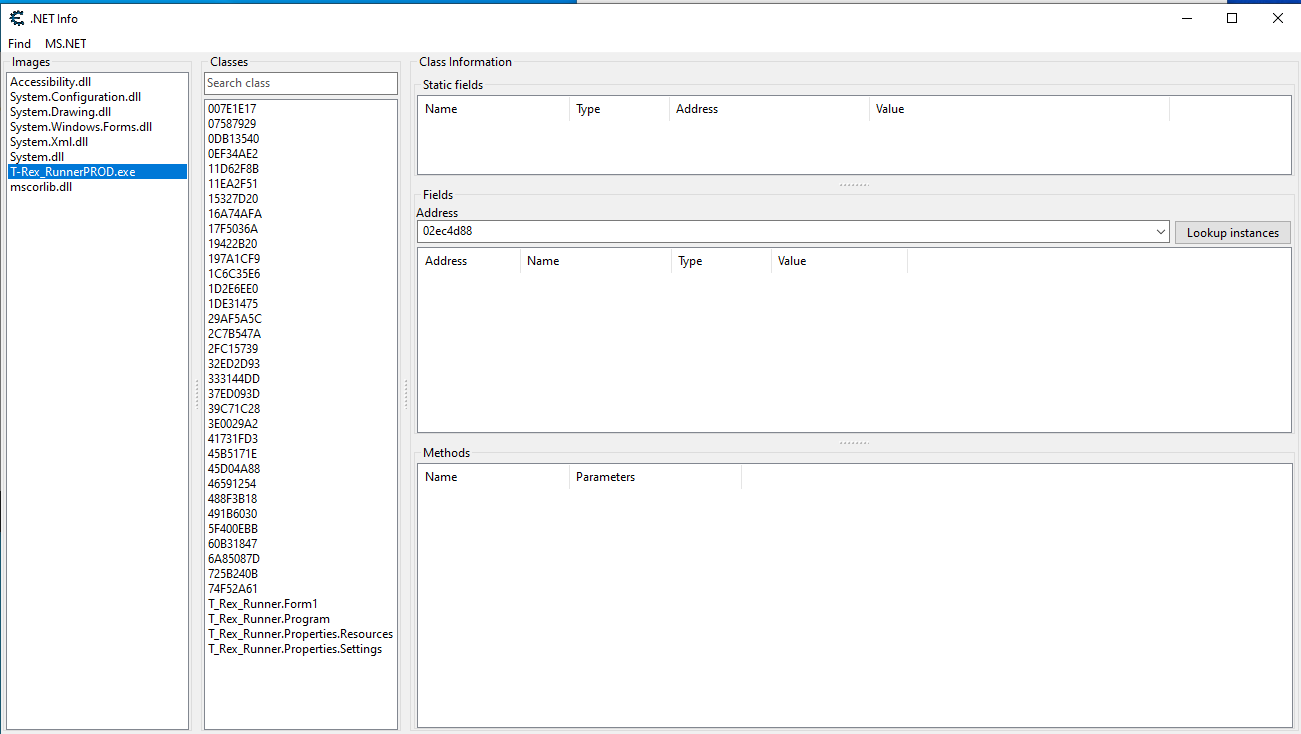 .NET Info
Find MS.NET
Images
Accessibility.dll
System.Configuration.dll
System.Drawing.dll
System.Windows.Forms.dll
System.Xml.dll
System.dll
T-Rex_RunnerPROD.exe
mscorlib.dll
Classes
Search class
007E1E17
07587929
0DB13540
0EF34AE2
11D62F8B
11EA2F51
15327D20
16A74AFA
17F5036A
19422B20
197A1CF9
1C6C35E6
1D2E6EE0
1DE31475
29AF5A5C
2C7B547A
2FC15739
32ED2D93
333144DD
37ED093D
39C71C28
3E0029A2
41731FD3
45B5171E
45D04A88
46591254
488F3B18
491B6030
5F400EBB
60B31847
6A85087D
725B240B
74F52A61
T_Rex_Runner.Form1
T_Rex_Runner.Program
T_Rex_Runner.Properties.Resources
T_Rex_Runner.Properties.Settings
Class Information
Static fields
Name Type Address Value
Fields
Address
02ec4d88 Lookup instances
Address Name Type Value
Methods
Name Parameters